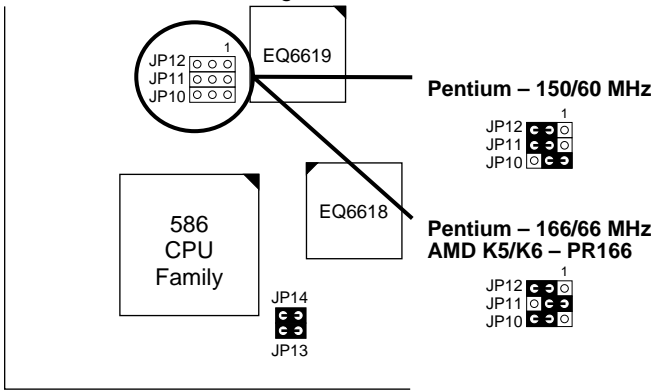 1
JP12
JP11
JP10
EQ6619
Pentium – 150/60 MHz
1
JP12
JP11
JP10
586
CPU
Family
EQ6618
Pentium – 166/66 MHz
AMD K5/K6 – PR166
1
JP12
JP11
JP10
JP14
JP13